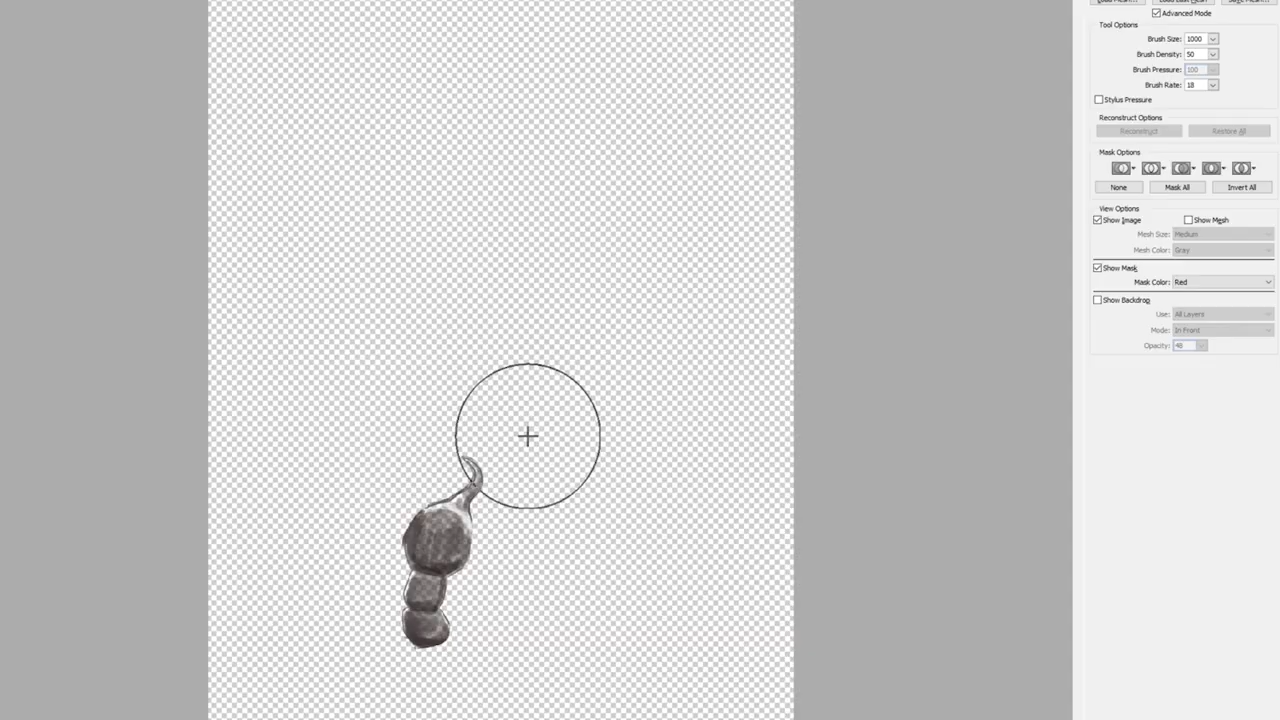 Advanced Mode
Tool Options
Brush Size: 1000
Brush Density: 50
Brush Pressure: 100
Brush Rate: 18
Stylus Pressure
Reconstruct Options
Reconstruct Restore All
Mask Options
None Mask All Invert All
View Options
Show Image Show Mesh
Mesh Size: Medium
Mesh Color: Gray
Show Mask
Mask Color: Red
Show Backdrop
Use: All Layers
Mode: In Front
Opacity: 48